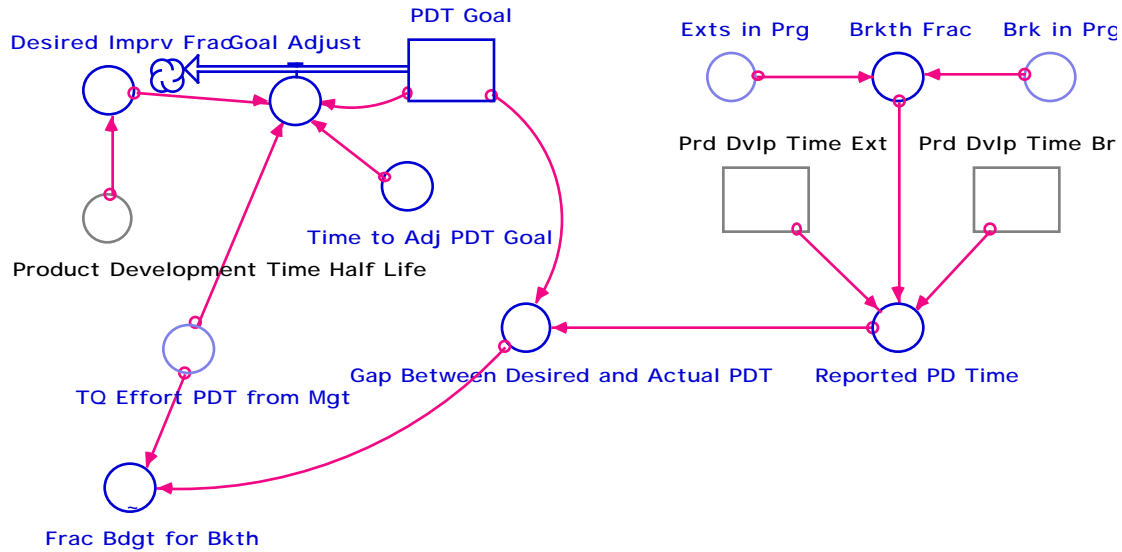 PDT Goal
Desired Imprv Frac
Goal Adjust
Exts in Prg
Brkth Frac
Brk in Prg
Prd Dvlp Time Ext
Prd Dvlp Time Br
Time to Adj PDT Goal
Product Development Time Half Life
Gap Between Desired and Actual PDT
Reported PD Time
TQ Effort PDT from Mgt
~
Frac Bdgt for Bkth